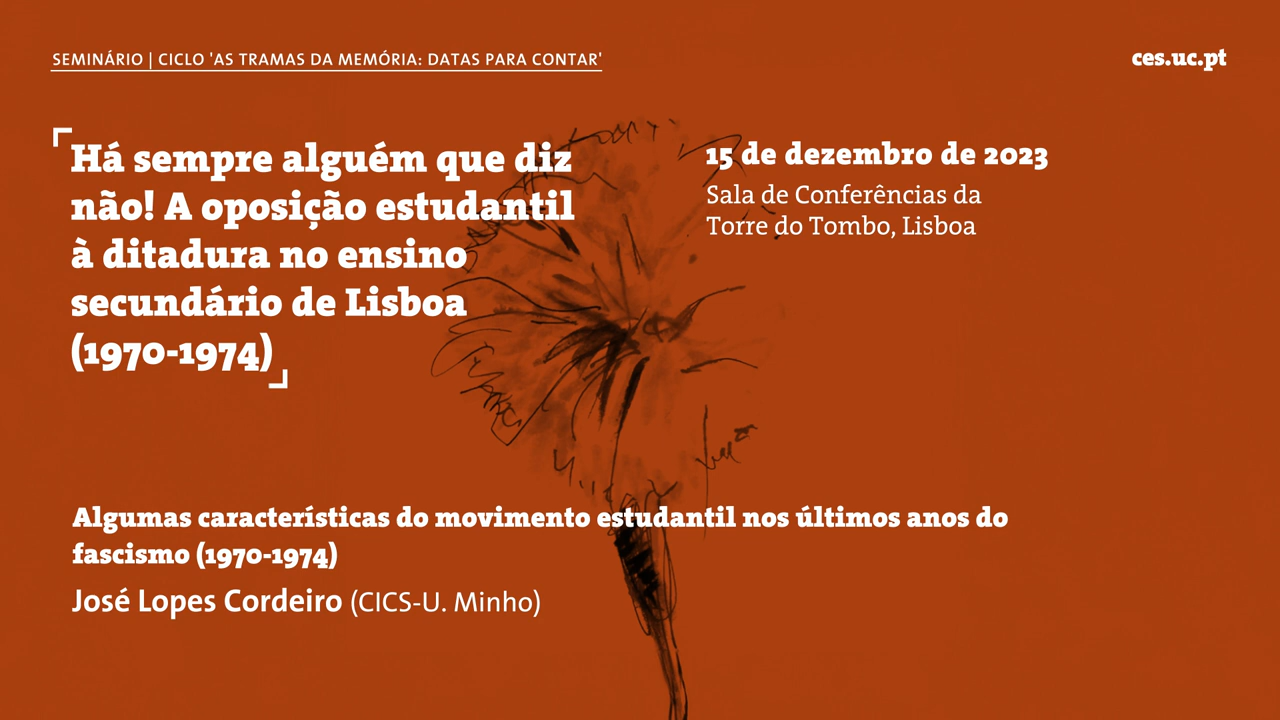 SEMINÁRIO | CICLO 'AS TRAMAS DA MEMÓRIA: DATAS PARA CONTAR'
ces.uc.pt
Há sempre alguém que diz
não! A oposição estudantil
à ditadura no ensino
secundário de Lisboa
(1970-1974)
15 de dezembro de 2023
Sala de Conferências da
Torre do Tombo, Lisboa
Algumas características do movimento estudantil nos últimos anos do
fascismo (1970-1974)
José Lopes Cordeiro (CICS-U. Minho)